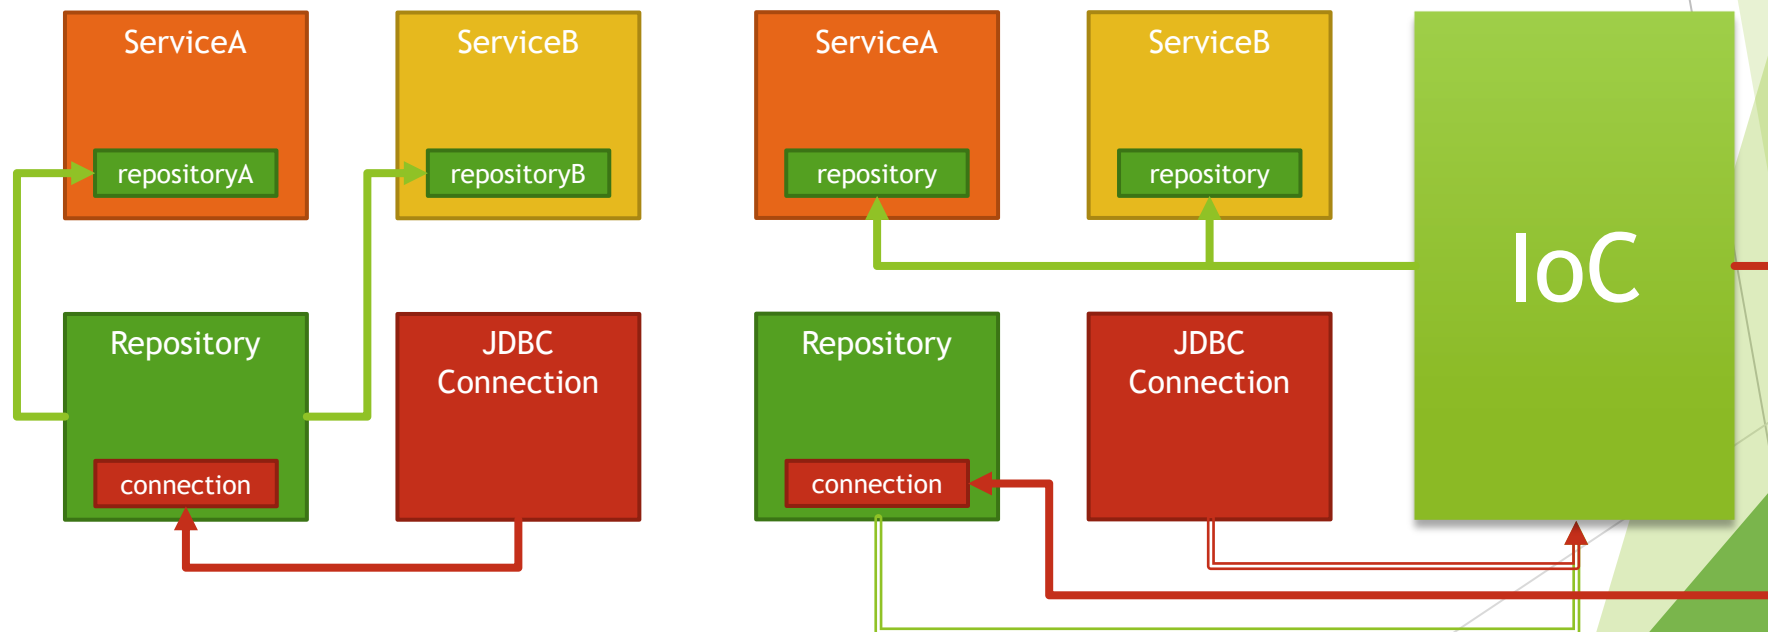 ServiceA
ServiceB
repositoryA
repositoryB
Repository
JDBC
Connection
connection
ServiceA
ServiceB
repository
repository
Repository
JDBC
Connection
connection
IoC